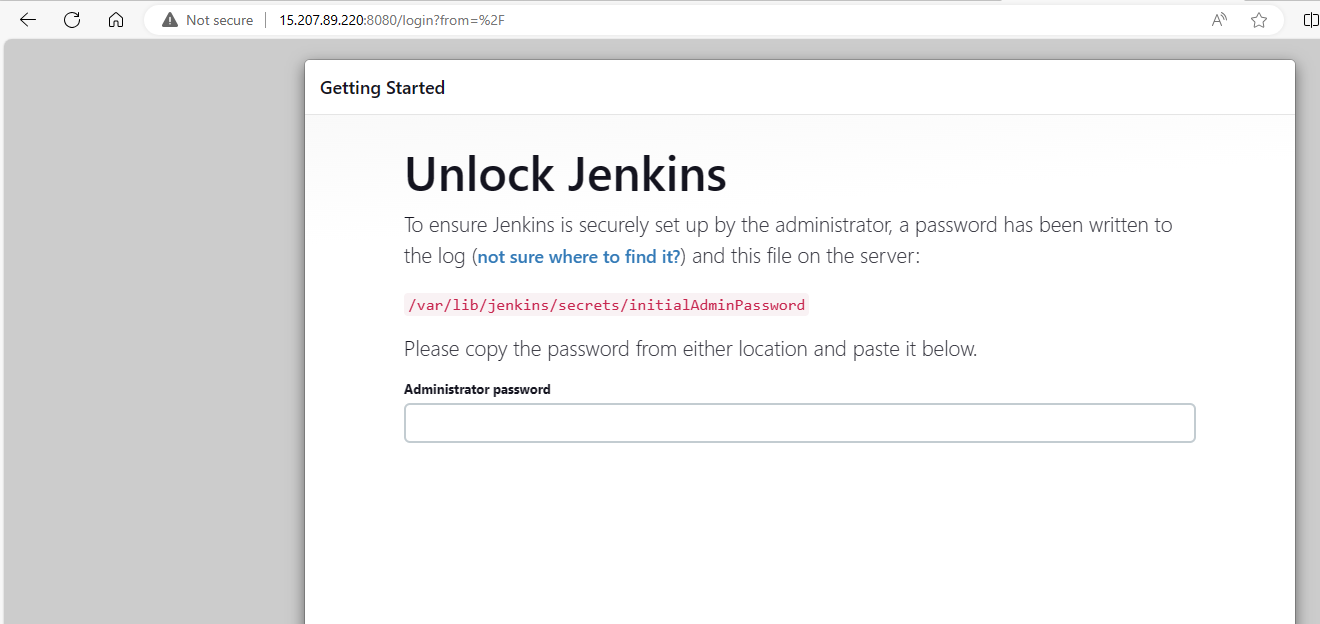 Not secure 15.207.89.220:8080/login?from=%2F
Getting Started
Unlock Jenkins
To ensure Jenkins is securely set up by the administrator, a password has been written to
the log (not sure where to find it?) and this file on the server:
/var/lib/jenkins/secrets/initialAdminPassword
Please copy the password from either location and paste it below.
Administrator password